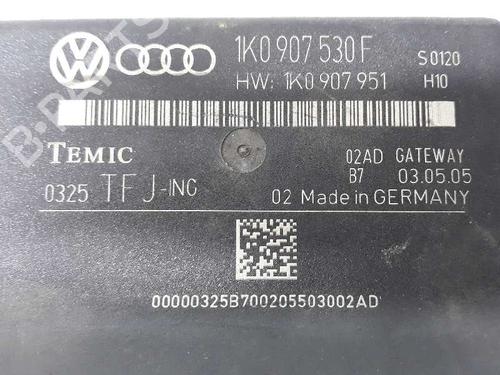 1K0 907 530 F S0120
HW: 1K0 907 951 H10
TEMIC 02AD GATEWAY
B7 03.05.05
0325 TFJ-ING 02 Made in GERMANY
00000325B700205503002AD
B-PARTS